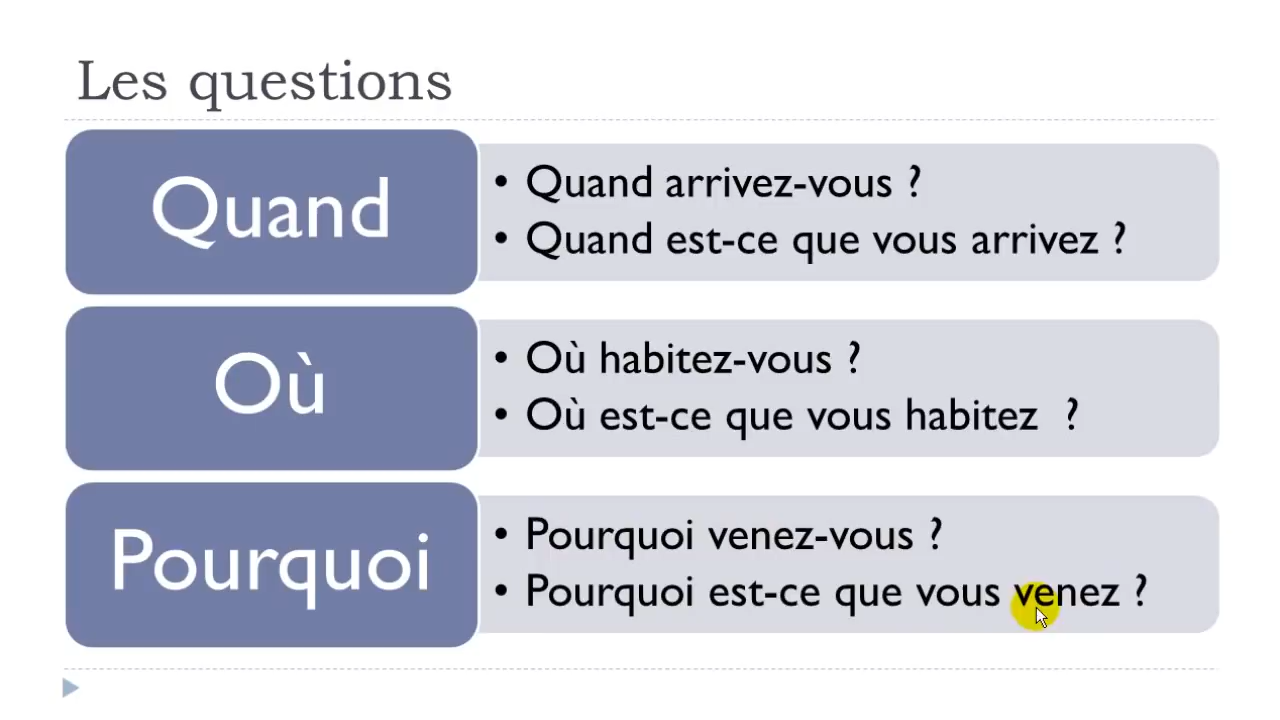 Les questions
Quand
• Quand arrivez-vous ?
• Quand est-ce que vous arrivez ?
Où
• Où habitez-vous ?
• Où est-ce que vous habitez  ?
Pourquoi
• Pourquoi venez-vous ?
• Pourquoi est-ce que vous venez ?